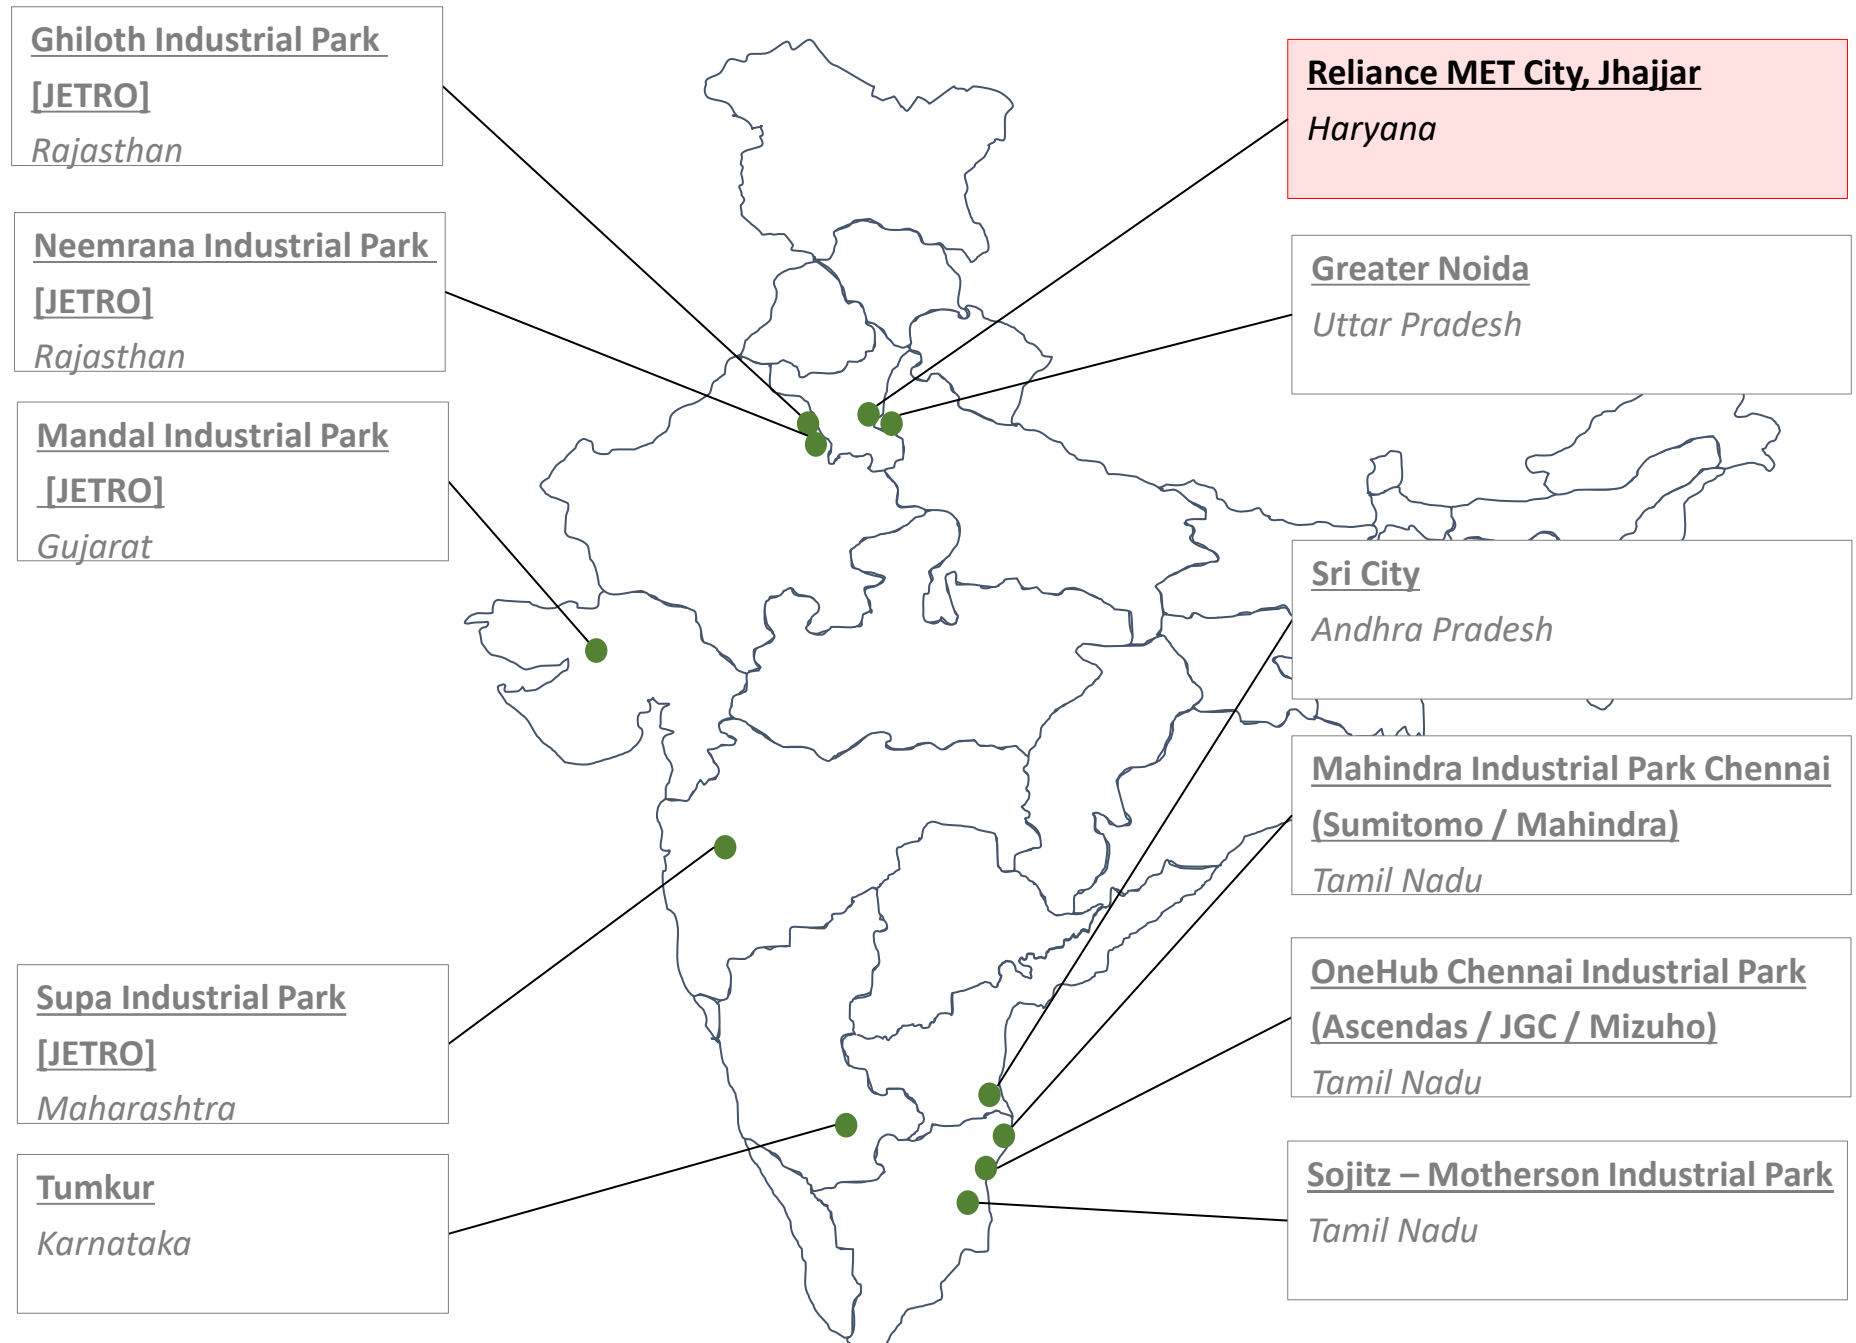 Ghiloth Industrial Park
[JETRO]
Rajasthan
Neemrana Industrial Park
[JETRO]
Rajasthan
Mandal Industrial Park
[JETRO]
Gujarat
Supa Industrial Park
[JETRO]
Maharashtra
Tumkur
Karnataka
Reliance MET City, Jhajjar
Haryana
Greater Noida
Uttar Pradesh
Sri City
Andhra Pradesh
Mahindra Industrial Park Chennai
(Sumitomo / Mahindra)
Tamil Nadu
OneHub Chennai Industrial Park
(Ascendas / JGC / Mizuho)
Tamil Nadu
Sojitz – Motherson Industrial Park
Tamil Nadu